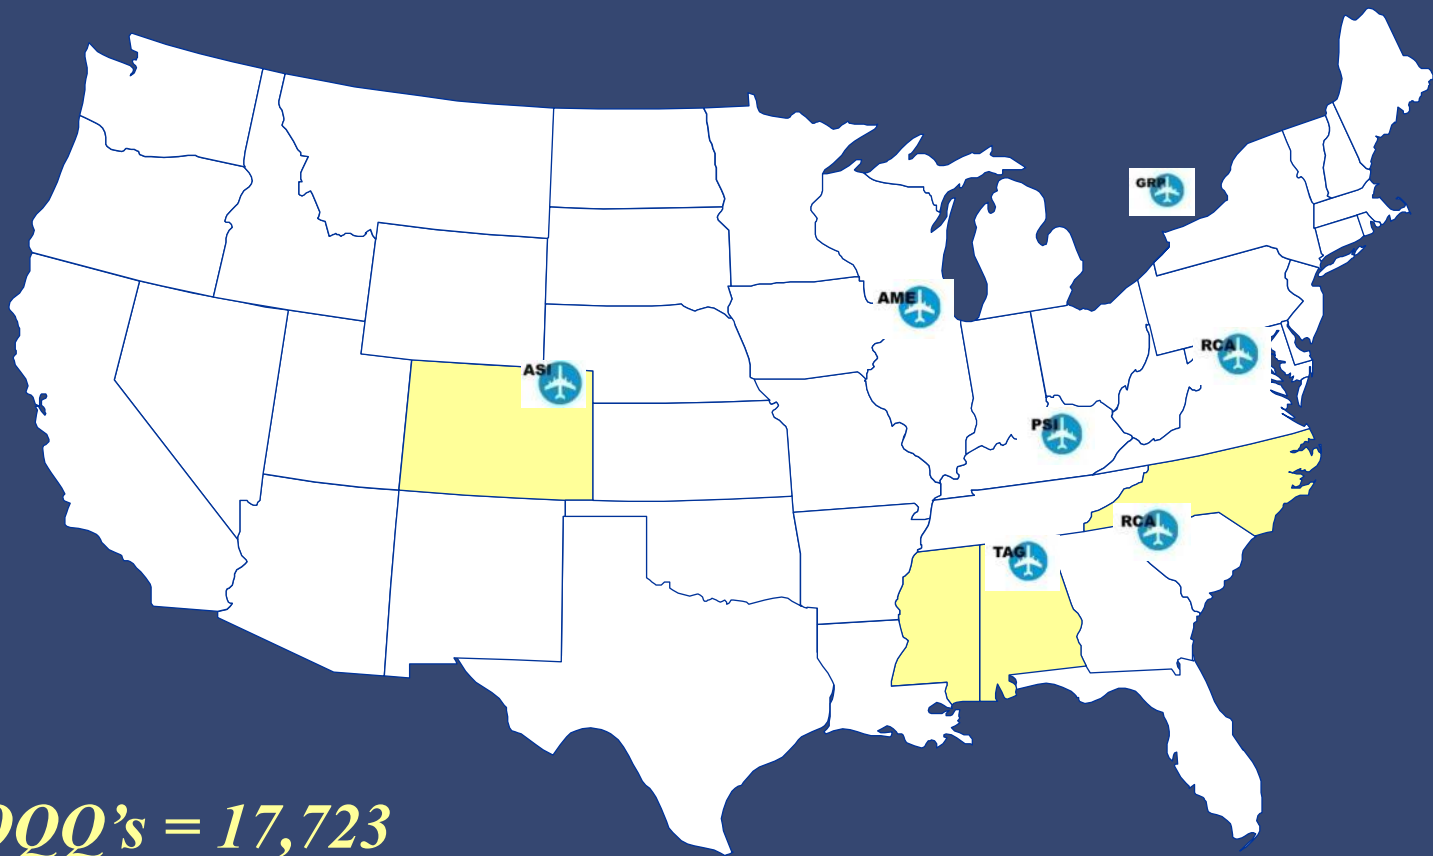 GRP
AME
RCA
ASI
PSI
RCA
TAG
QQ's = 17,723